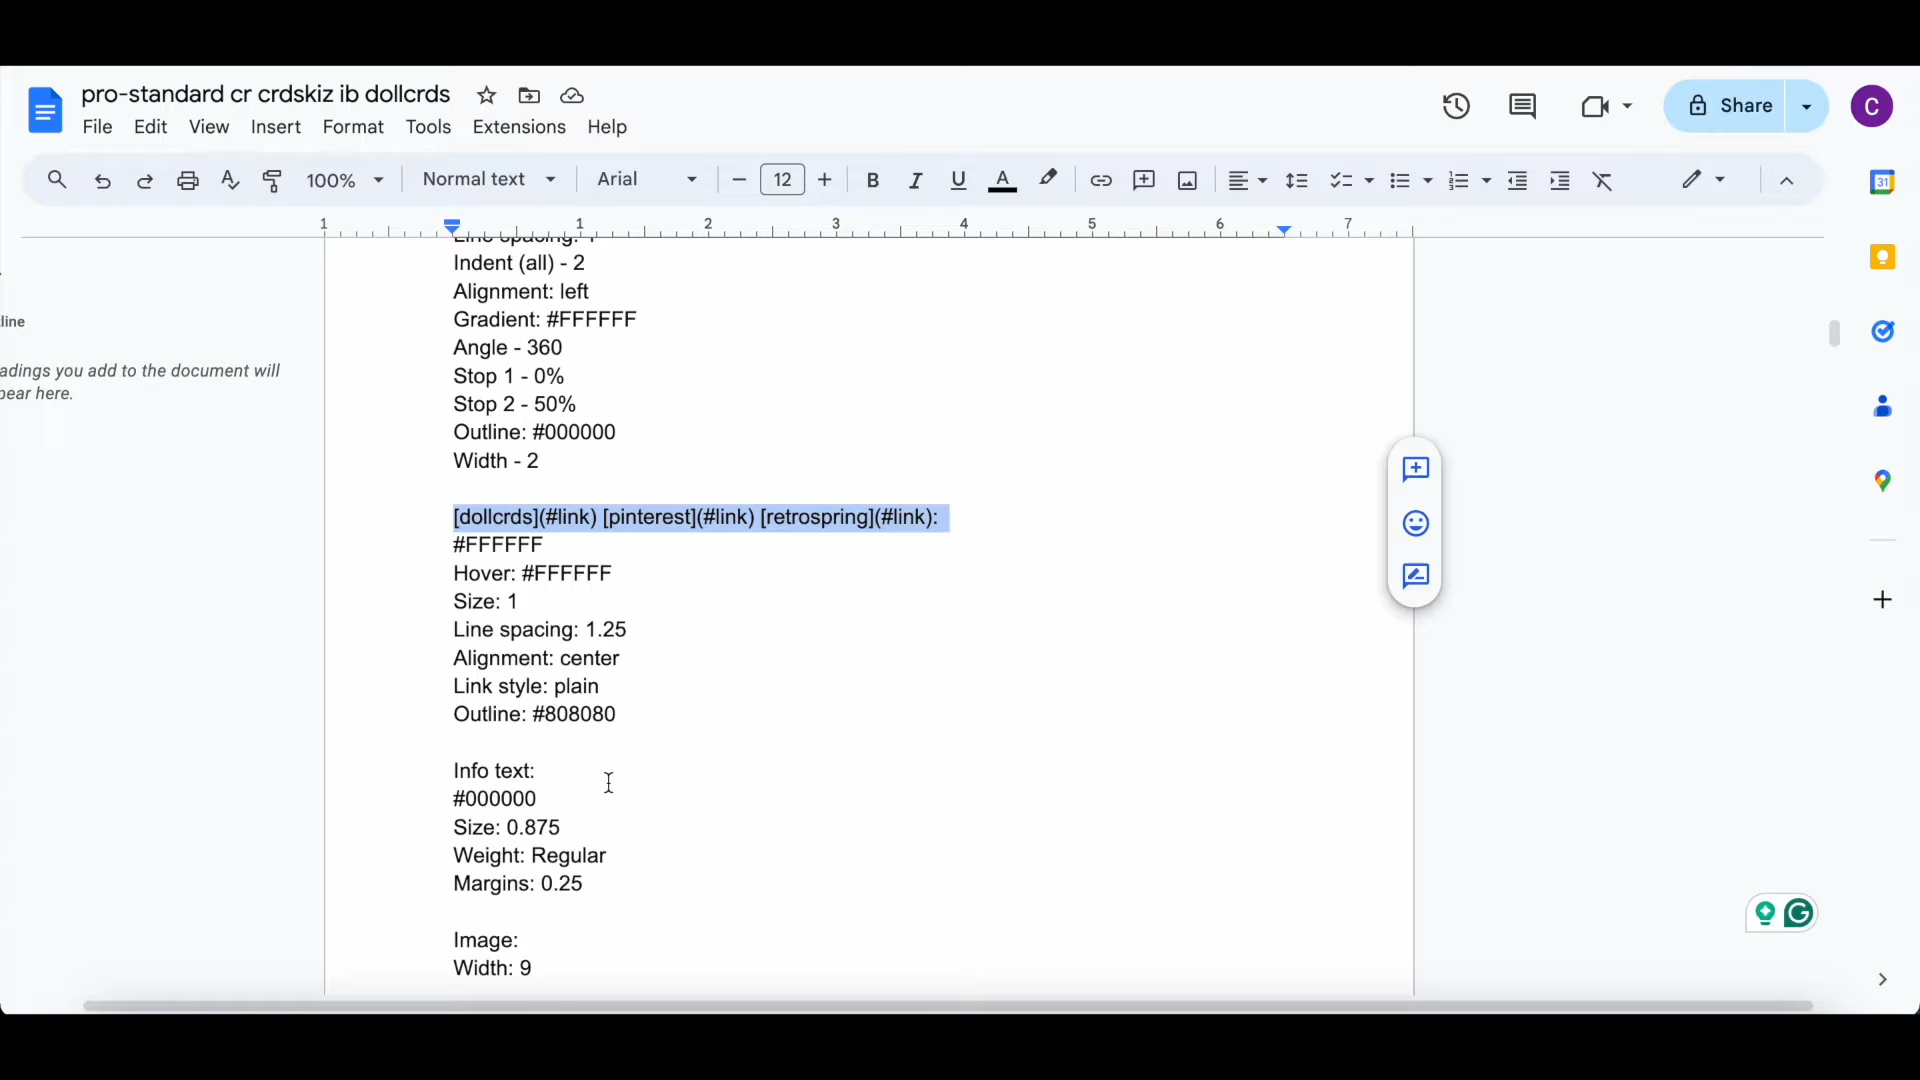 pro-standard cr crdskiz ib dollcrds
File Edit View Insert Format Tools Extensions Help
Share
C
100% Normal text Arial 12 B I U A
31
1 1 2 3 4 5 6 7
Indent (all) - 2
Alignment: left
line
Gradient: #FFFFFF
Angle - 360
adings you add to the document will
pear here.
Stop 1 - 0%
Stop 2 - 50%
Outline: #000000
Width - 2
[dollcrds](#link) [pinterest](#link) [retrospring](#link):
#FFFFFF
Hover: #FFFFFF
Size: 1
Line spacing: 1.25
Alignment: center
Link style: plain
Outline: #808080
Info text:
#000000
Size: 0.875
Weight: Regular
Margins: 0.25
Image:
Width: 9